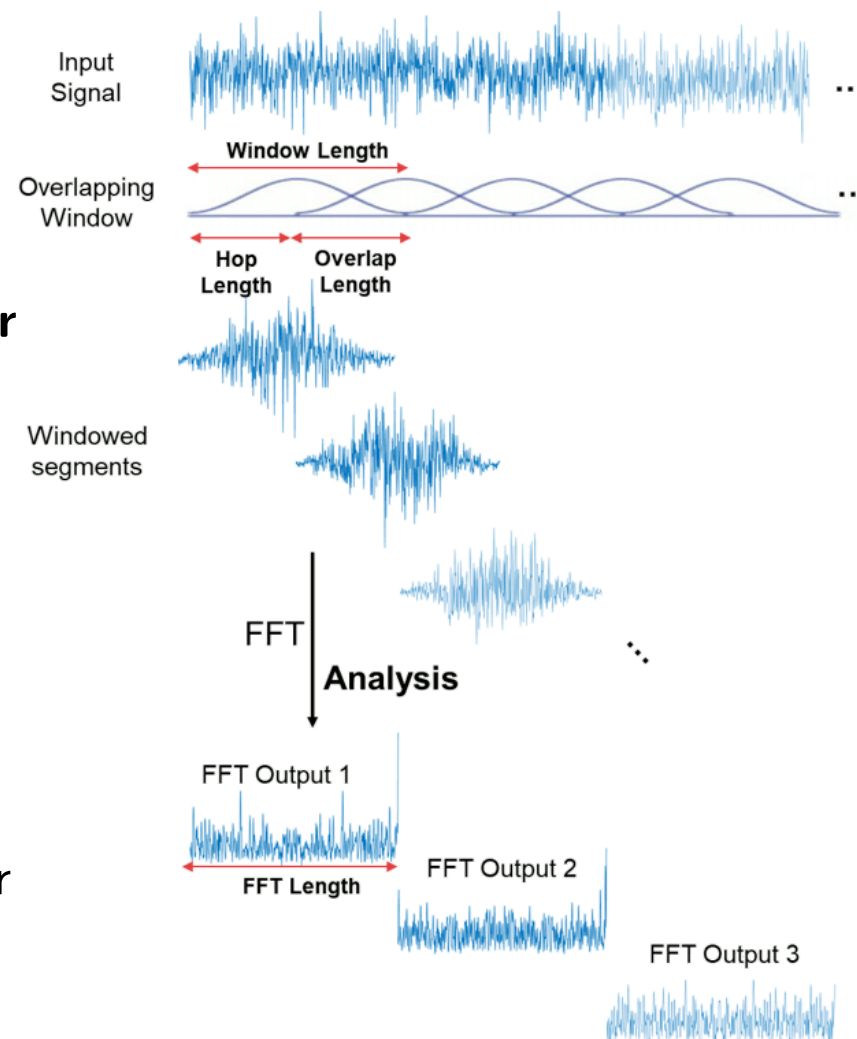 Input
Signal
Window Length
Overlapping
Window
Hop
Length
Overlap
Length
r
Windowed
segments
FFT
Analysis
FFT Output 1
r
FFT Length
FFT Output 2
FFT Output 3